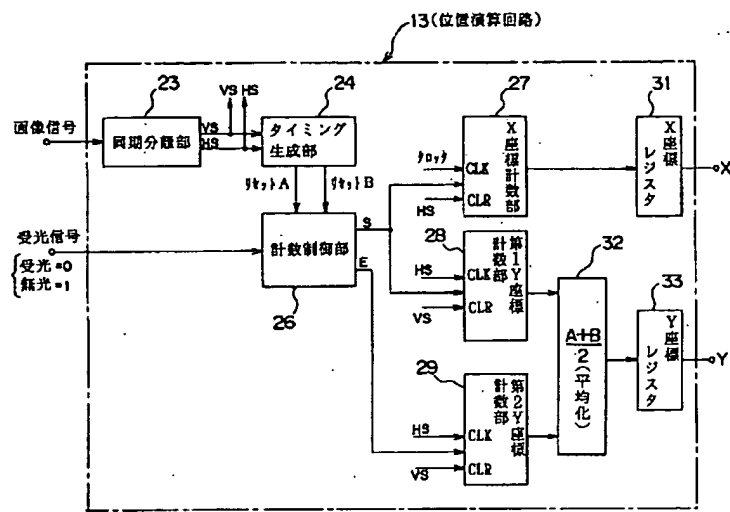 13(位置演算回路)
23
24
27
31
VS HS
画像信号
同期分離部
VS
HS
タイミング
生成部
クロック
CLK
CLR
HS
X座標計数部
X座標
レジスタ
X
リセットA
リセットB
受光信号
受光=0
無光=1
計数制御部
S
E
26
28
HS
CLK
VS
CLR
第1Y座標
計数部
32
A+B
2(平均化)
33
Y座標
レジスタ
Y
29
HS
CLK
VS
CLR
第2Y座標
計数部